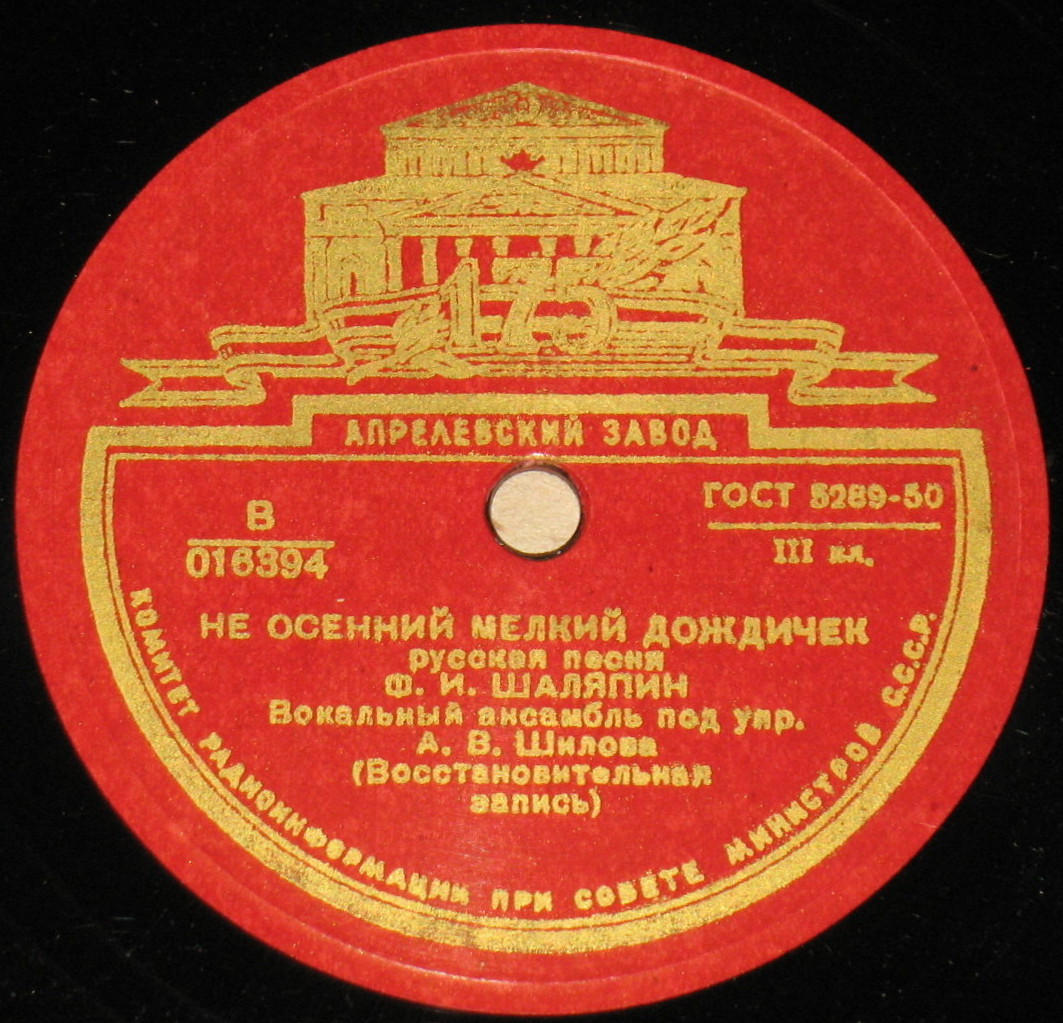 175
АПРЕЛЕВСКИЙ ЗАВОД
В
016394
ГОСТ 5289-50
III кл.
НЕ ОСЕННИЙ МЕЛКИЙ ДОЖДИЧЕК
русская песня
Ф. И. ШАЛЯПИН
Вокальный ансамбль под упр.
А. В. Шилова
(Восстановительная
запись)
КОМИТЕТ РАДИОИНФОРМАЦИИ ПРИ СОВЕТЕ МИНИСТРОВ С.С.С.Р.